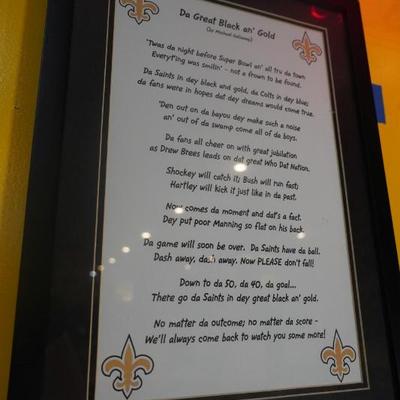 Da Great Black an' Gold
(by Michael
'Twas da night before Super Bowl an' all tru da town
Everyt'ing was smilin' - not a frown to be found.
Da Saints in dey black and gold, da Colts in dey blue;
da fans were in hopes dat dey dreams would come true.
'Den out on da bayou dey make such a noise
an' out of da swamp come all of da boys.
Da fans all cheer on with great jubilation
as Drew Brees leads on dat great Who Dat Nation.
Shockey will catch it; Bush will run fast;
Hartley will kick it just like in da past.
Now comes da moment and dat's a fact.
Dey put poor Manning so flat on his back.
Da game will soon be over. Da Saints have da ball.
Dash away, dash away. Now PLEASE don't fall!
Down to da 50, da 40, da goal....
There go da Saints in dey great black an' gold.
No matter da outcome; no matter da score -
We'll always come back to watch you some more!